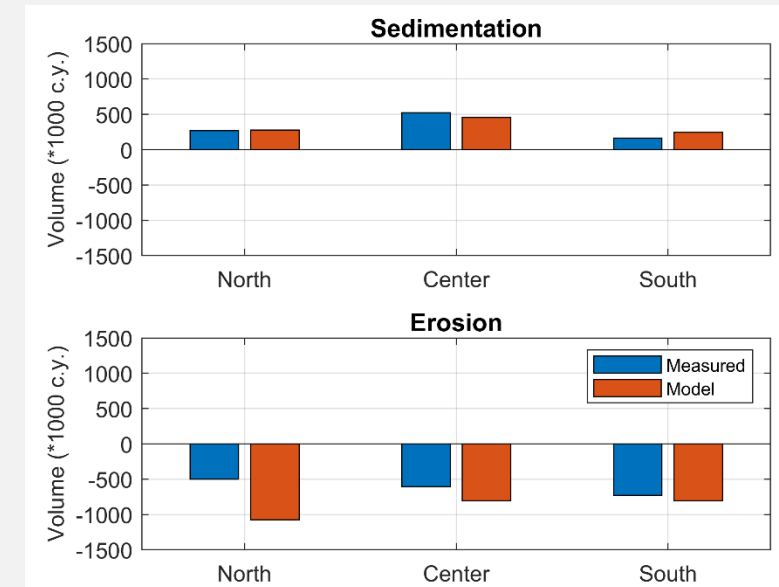 Sedimentation
Volume (*1000 c.y.)
1500
1000
500
0
-500
-1000
-1500
North Center South
Erosion
Volume (*1000 c.y.)
1500
1000
500
0
-500
-1000
-1500
Measured
Model
North Center South